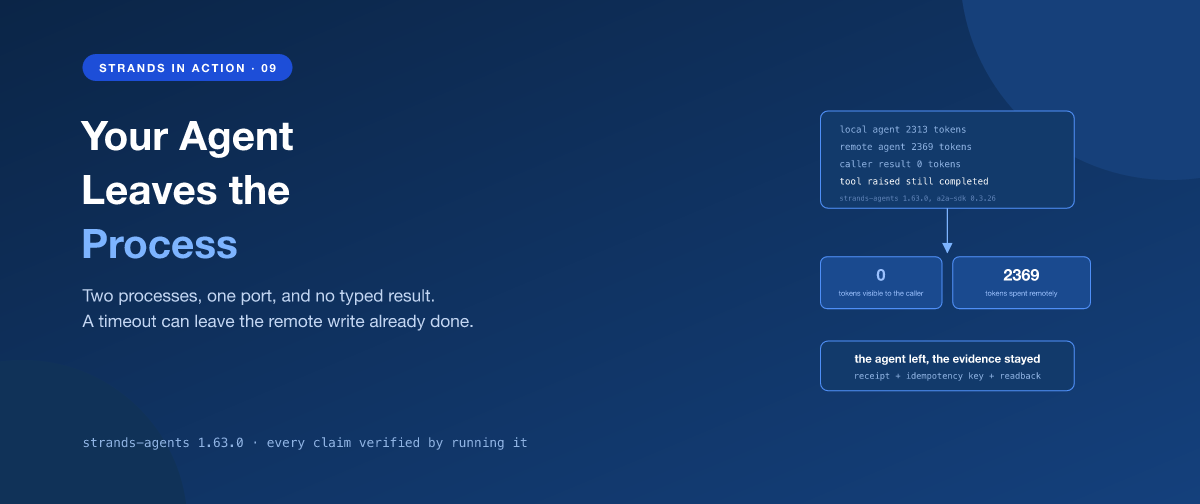 STRANDS IN ACTION · 09
Your Agent
Leaves the
Process
Two processes, one port, and no typed result.
A timeout can leave the remote write already done.
strands-agents 1.63.0 · every claim verified by running it
local agent 2313 tokens
remote agent 2369 tokens
caller result 0 tokens
tool raised still completed
strands-agents 1.63.0, a2a-sdk 0.3.26
0
tokens visible to the caller
2369
tokens spent remotely
the agent left, the evidence stayed
receipt + idempotency key + readback